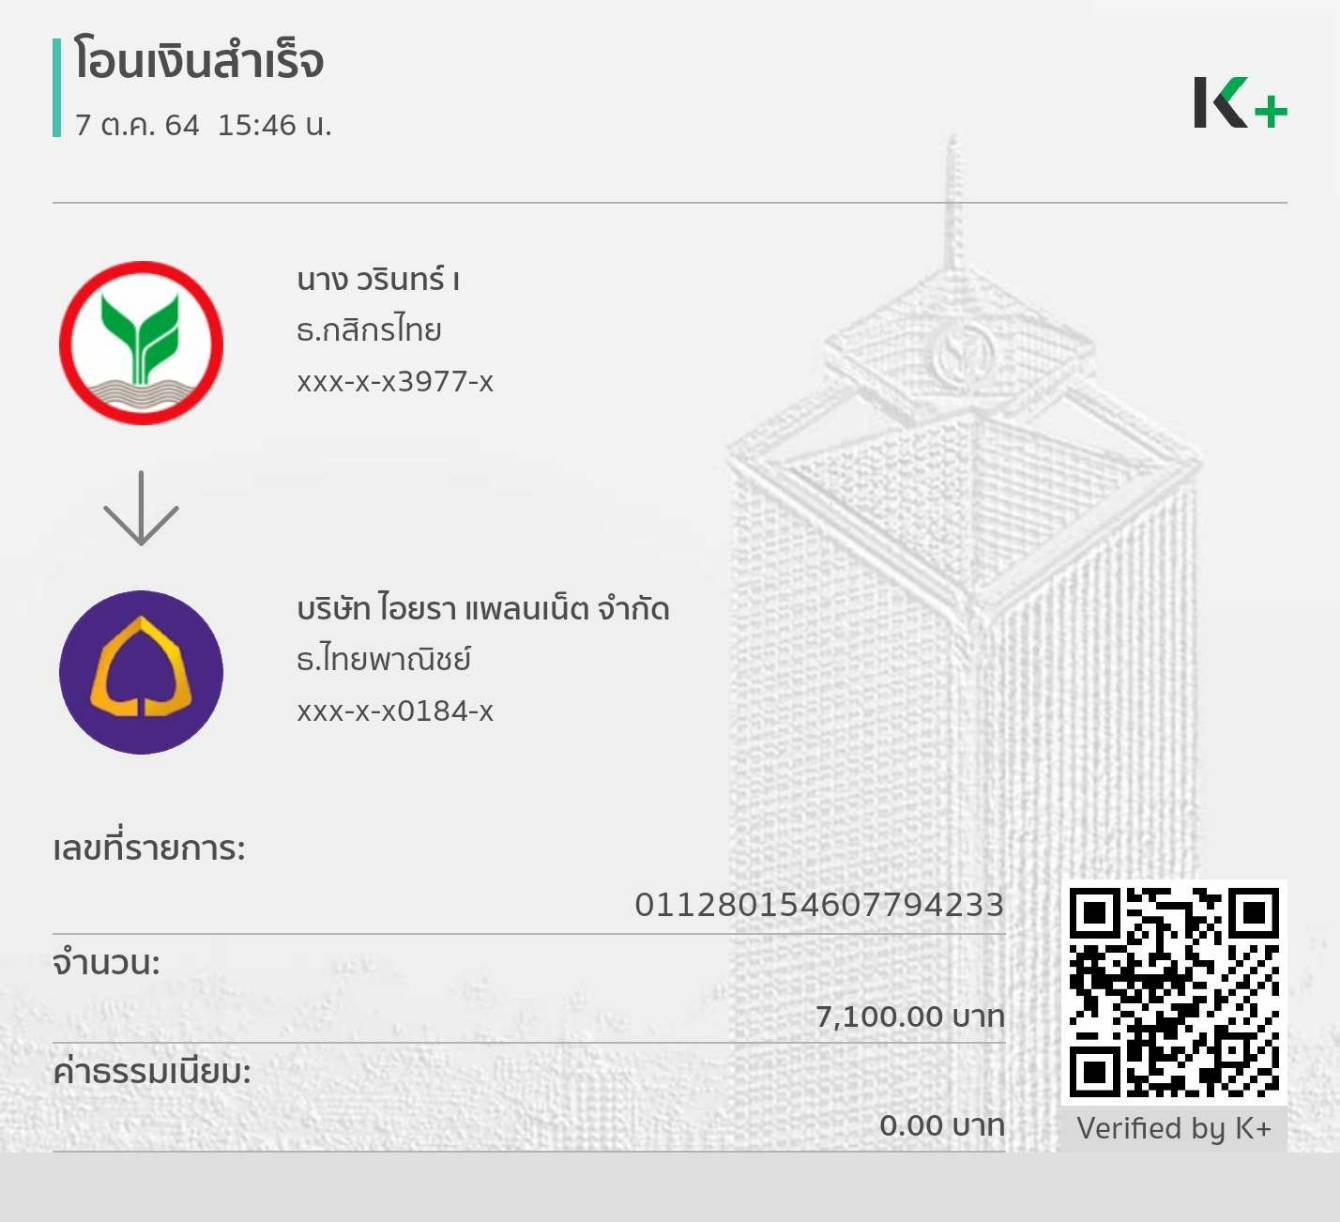 โอนเงินสำเร็จ
7 ต.ค. 64 15:46 น.
K+
นาง วรินทร์ เ
ธ.กสิกรไทย
xxx-x-x3977-x
บริษัท ไอยรา แพลนเน็ต จำกัด
ธ.ไทยพาณิชย์
xxx-x-x0184-x
เลขที่รายการ:
011280154607794233
จำนวน:
7,100.00 บาท
ค่าธรรมเนียม:
0.00 บาท
Verified by K+